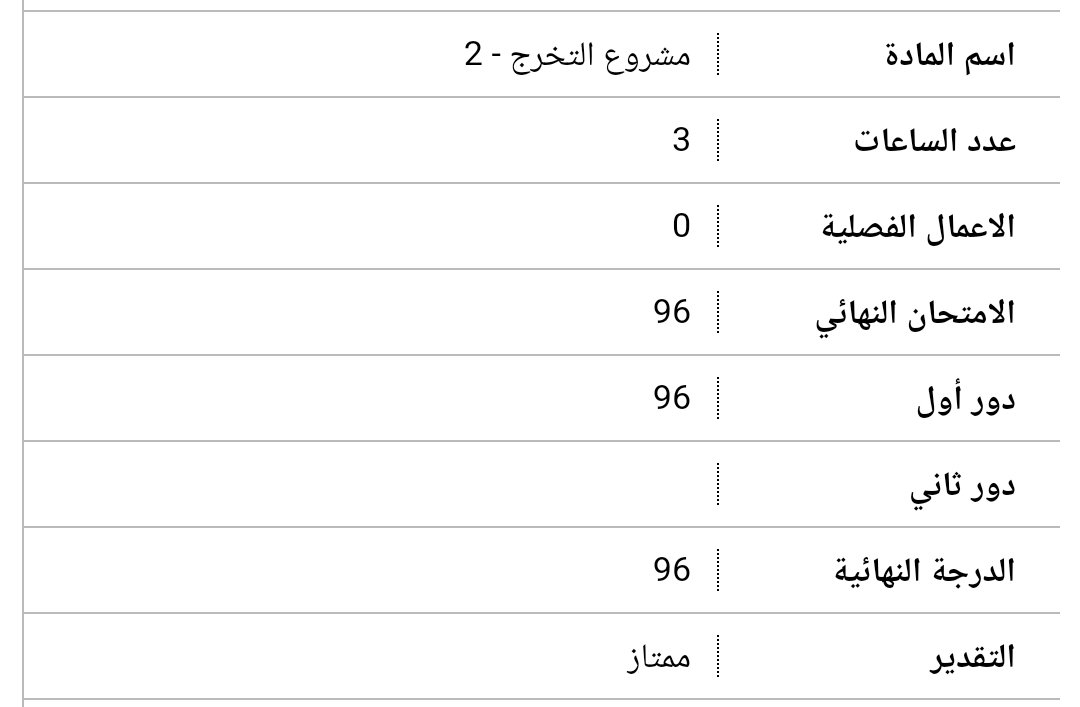 اسم المادة مشروع التخرج - 2
عدد الساعات 3
الاعمال الفصلية 0
الامتحان النهائي 96
دور أول 96
دور ثاني
الدرجة النهائية 96
التقدير ممتاز